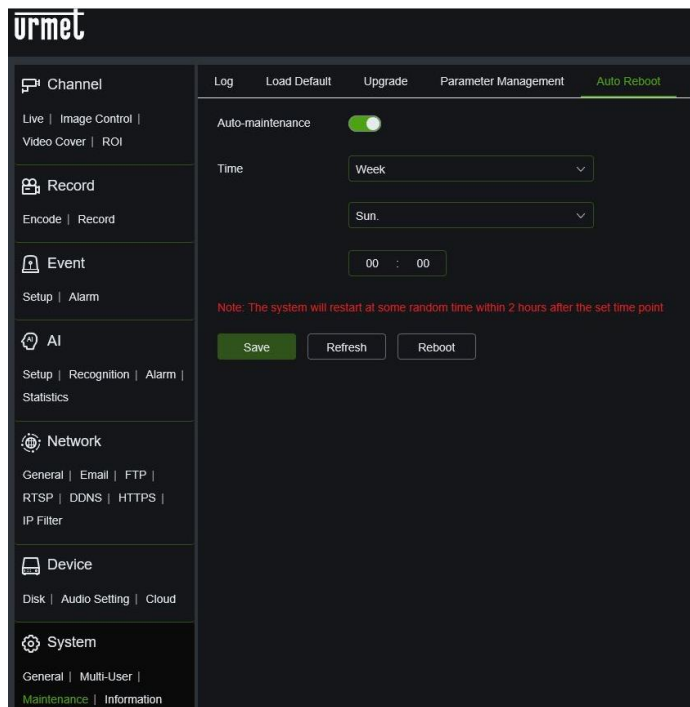 urmet
Channel
Live | Image Control |
Video Cover | ROI
Record
Encode | Record
Event
Setup | Alarm
AI
AI
Setup | Recognition | Alarm |
Statistics
Network
General | Email | FTP |
RTSP | DDNS | HTTPS |
IP Filter
Device
Disk | Audio Setting | Cloud
System
General | Multi-User |
Maintenance | Information
Log Load Default Upgrade Parameter Management Auto Reboot
Auto-maintenance
Time Week
Sun.
00 : 00
Note: The system will restart at some random time within 2 hours after the set time point
Save Refresh Reboot